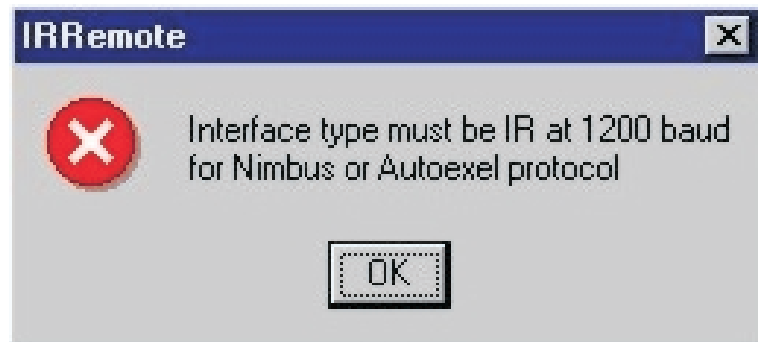 IRRemote
Interface type must be IR at 1200 baud
for Nimbus or Autoexel protocol
OK